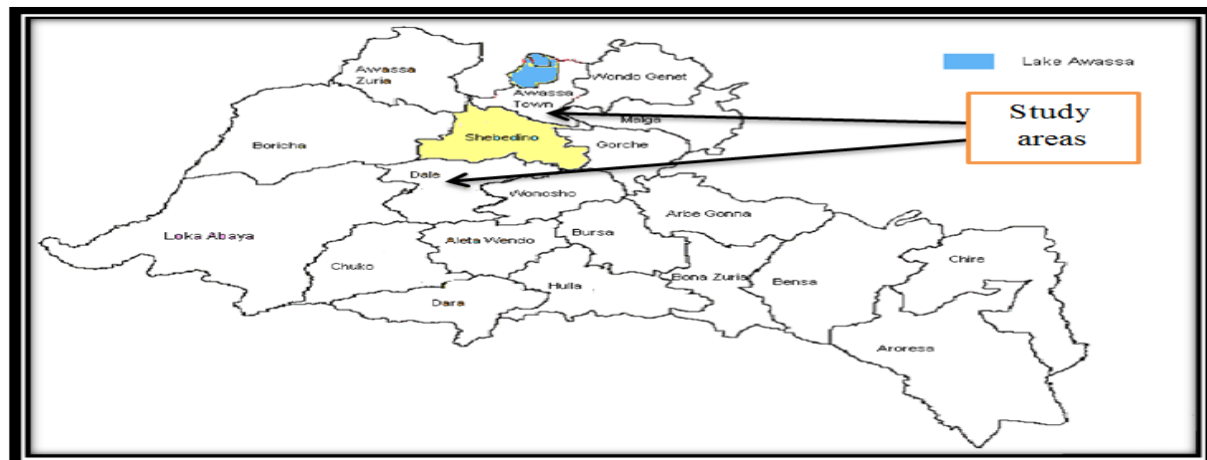 Lake Awassa
Awassa
Zuria
Wondo Genet
Awassa
Town
Study
areas
Malga
Shebedino
Boricha
Gorche
Dale
Wonosho
Arbe Gonna
Loka Abaya
Bursa
Aleta Wendo
Chire
Chuko
Bona Zuria
Bensa
Hulla
Dara
Aroresa